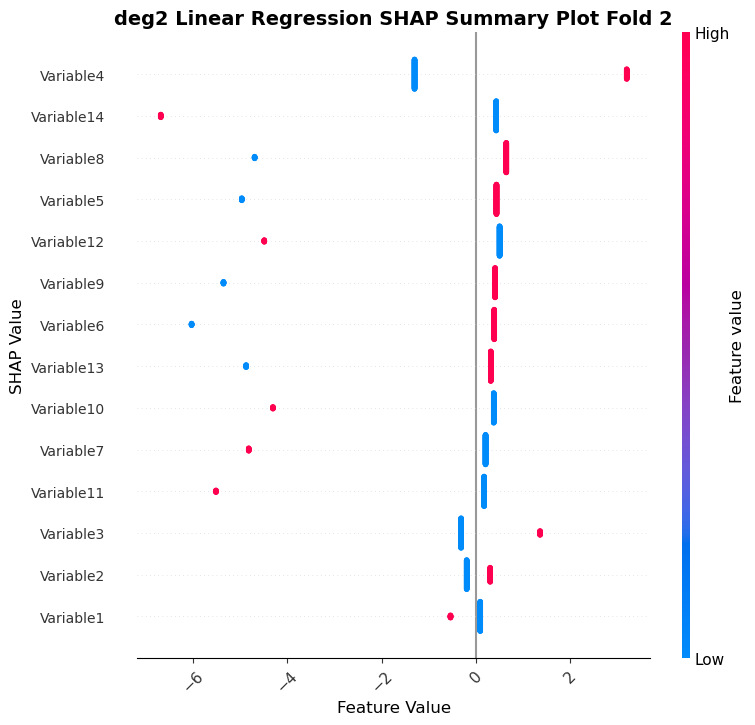 deg2 Linear Regression SHAP Summary Plot Fold 2
High
Variable4
Variable14
Variable8
Variable5
Variable12
Variable9
Variable6
Variable13
Variable10
Variable7
Variable11
Variable3
Variable2
Variable1
SHAP Value
Feature value
Low
−6
−4
−2
0
2
Feature Value